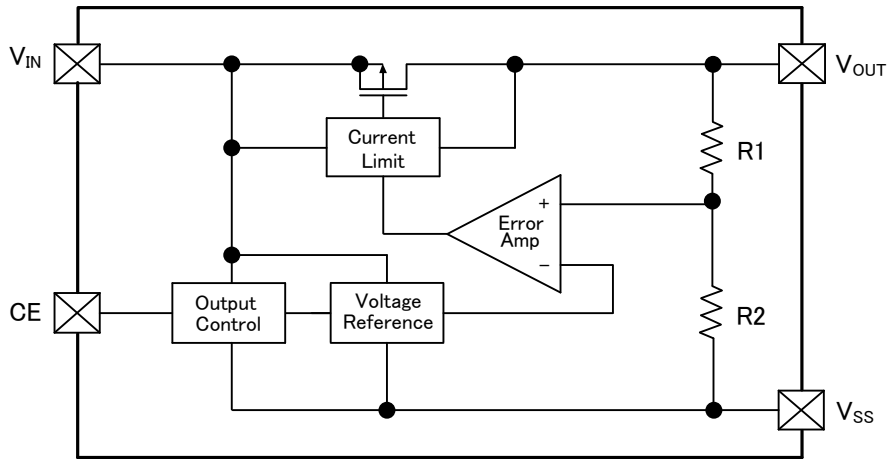 VIN
VOUT
Current
Limit
R1
+
Error
Amp
−
CE
Output
Control
Voltage
Reference
R2
VSS